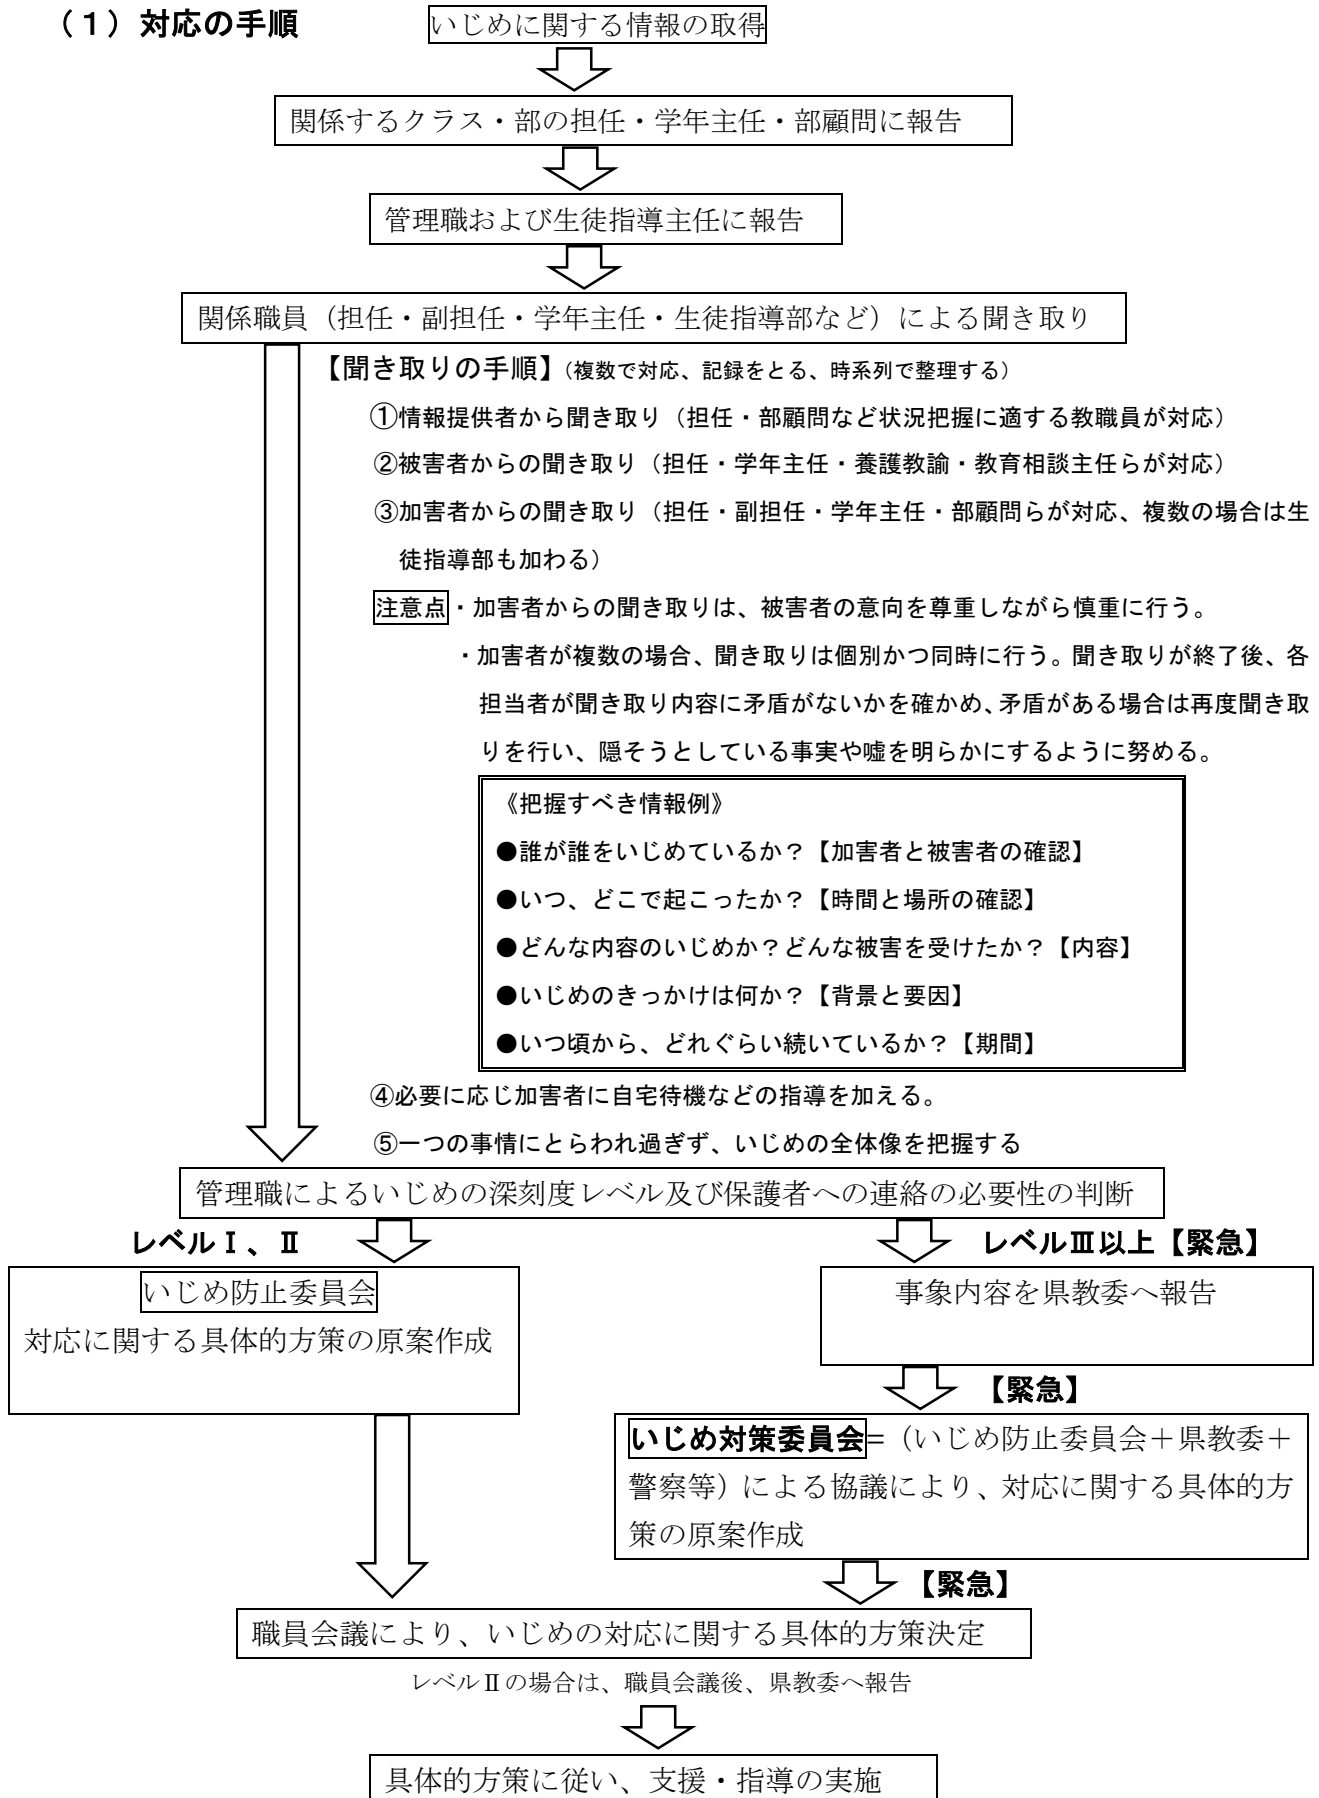 （１）対応の手順
いじめに関する情報の取得
関係するクラス・部の担任・学年主任・部顧問に報告
管理職および生徒指導主任に報告
関係職員（担任・副担任・学年主任・生徒指導部など）による聞き取り
【聞き取りの手順】（複数で対応、記録をとる、時系列で整理する）
①情報提供者から聞き取り（担任・部顧問など状況把握に適する教職員が対応）
②被害者からの聞き取り（担任・学年主任・養護教諭・教育相談主任らが対応）
③加害者からの聞き取り（担任・副担任・学年主任・部顧問らが対応、複数の場合は生
徒指導部も加わる）
注意点・加害者からの聞き取りは、被害者の意向を尊重しながら慎重に行う。
・加害者が複数の場合、聞き取りは個別かつ同時に行う。聞き取りが終了後、各
担当者が聞き取り内容に矛盾がないかを確かめ、矛盾がある場合は再度聞き取
りを行い、隠そうとしている事実や嘘を明らかにするように努める。
《把握すべき情報例》
●誰が誰をいじめているか？【加害者と被害者の確認】
●いつ、どこで起こったか？【時間と場所の確認】
●どんな内容のいじめか？どんな被害を受けたか？【内容】
●いじめのきっかけは何か？【背景と要因】
●いつ頃から、どれぐらい続いているか？【期間】
④必要に応じ加害者に自宅待機などの指導を加える。
⑤一つの事情にとらわれ過ぎず、いじめの全体像を把握する
管理職によるいじめの深刻度レベル及び保護者への連絡の必要性の判断
レベルⅠ、Ⅱ
レベルⅢ以上【緊急】
いじめ防止委員会
対応に関する具体的方策の原案作成
事象内容を県教委へ報告
【緊急】
いじめ対策委員会=（いじめ防止委員会＋県教委＋
警察等）による協議により、対応に関する具体的方
策の原案作成
【緊急】
職員会議により、いじめの対応に関する具体的方策決定
レベルⅡの場合は、職員会議後、県教委へ報告
具体的方策に従い、支援・指導の実施